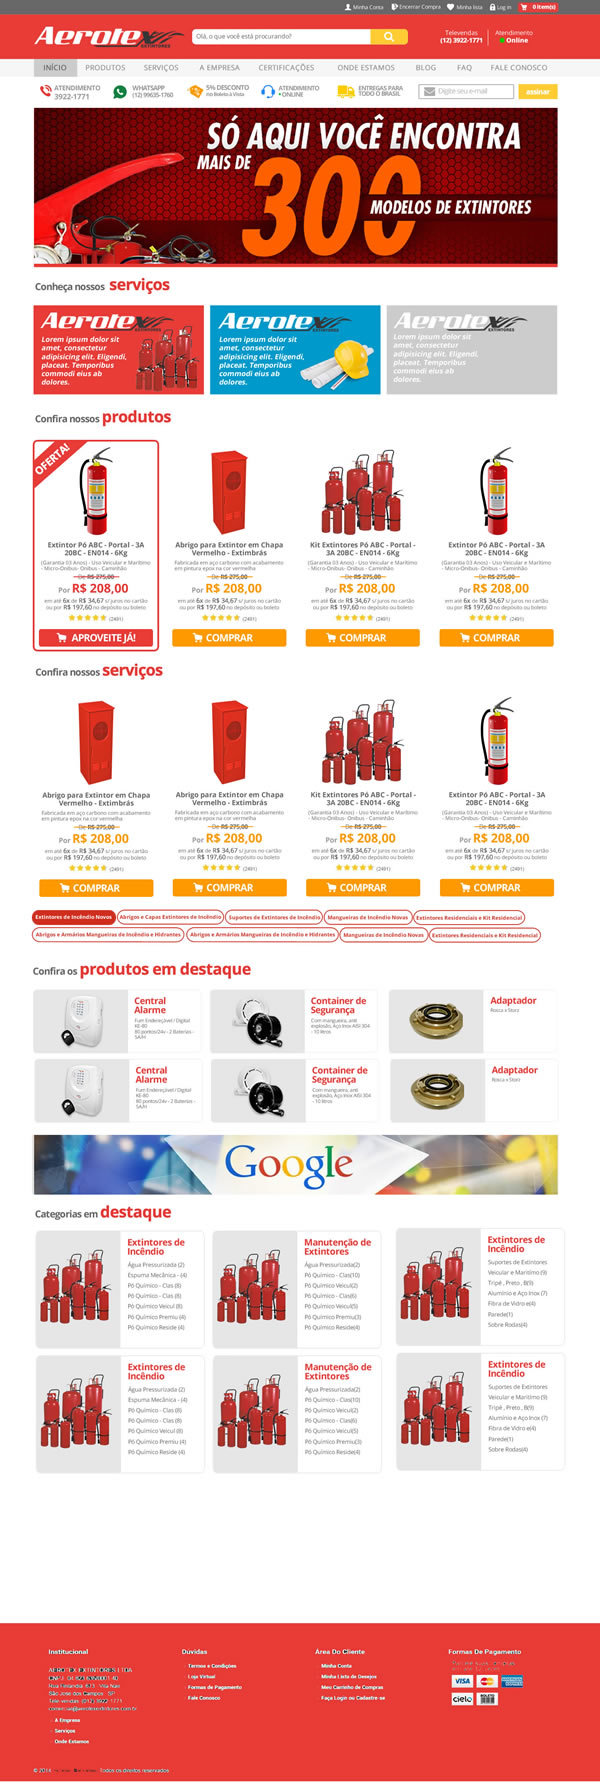 Minha Conta Encerrar Compra Minha lista Log in 0 item(s)
Aerotex EXTINTORES
Olá, o que você está procurando?
Televendas
(12) 3922-1771
Atendimento
Online
INÍCIO PRODUTOS SERVIÇOS A EMPRESA CERTIFICAÇÕES ONDE ESTAMOS BLOG FAQ FALE CONOSCO
ATENDIMENTO
3922-1771
WHATSAPP
(12) 99635-1760
5% DESCONTO
no Boleto à Vista
ATENDIMENTO
• ONLINE
ENTREGAS PARA
TODO O BRASIL
Digite seu e-mail
assinar
SÓ AQUI VOCÊ ENCONTRA
MAIS DE
300
MODELOS DE EXTINTORES
Conheça nossos serviços
Aerotex EXTINTORES
Lorem ipsum dolor sit
amet, consectetur
adipisicing elit. Eligendi,
placeat. Temporibus
commodi eius ab
dolores.
Aerotex EXTINTORES
Lorem ipsum dolor sit
amet, consectetur
adipisicing elit. Eligendi,
placeat. Temporibus
commodi eius ab
dolores.
Aerotex EXTINTORES
Lorem ipsum dolor sit
amet, consectetur
adipisicing elit. Eligendi,
placeat. Temporibus
commodi eius ab
dolores.
Confira nossos produtos
OFERTA!
Extintor Pó ABC - Portal - 3A
20BC - EN014 - 6Kg
(Garantia 03 Anos) - Uso Veicular e Marítimo
- Micro-Ônibus- Ônibus - Caminhão
De R$ 275,00
Por R$ 208,00
em até 6x de R$ 34,67 s/ juros no cartão
ou por R$ 197,60 no depósito ou boleto
(2491)
APROVEITE JÁ!
Abrigo para Extintor em Chapa
Vermelho - Extimbrás
Fabricada em aço carbono com acabamento
em pintura epox na cor vermelha
De R$ 275,00
Por R$ 208,00
em até 6x de R$ 34,67 s/ juros no cartão
ou por R$ 197,60 no depósito ou boleto
(2491)
COMPRAR
Kit Extintores Pó ABC - Portal -
3A 20BC - EN014 - 6Kg
(Garantia 03 Anos) - Uso Veicular e Marítimo
- Micro-Ônibus- Ônibus - Caminhão
De R$ 275,00
Por R$ 208,00
em até 6x de R$ 34,67 s/ juros no cartão
ou por R$ 197,60 no depósito ou boleto
(2491)
COMPRAR
Extintor Pó ABC - Portal - 3A
20BC - EN014 - 6Kg
(Garantia 03 Anos) - Uso Veicular e Marítimo
- Micro-Ônibus- Ônibus - Caminhão
De R$ 275,00
Por R$ 208,00
em até 6x de R$ 34,67 s/ juros no cartão
ou por R$ 197,60 no depósito ou boleto
(2491)
COMPRAR
Confira nossos serviços
Abrigo para Extintor em Chapa
Vermelho - Extimbrás
Fabricada em aço carbono com acabamento
em pintura epox na cor vermelha
De R$ 275,00
Por R$ 208,00
em até 6x de R$ 34,67 s/ juros no cartão
ou por R$ 197,60 no depósito ou boleto
(2491)
COMPRAR
Abrigo para Extintor em Chapa
Vermelho - Extimbrás
Fabricada em aço carbono com acabamento
em pintura epox na cor vermelha
De R$ 275,00
Por R$ 208,00
em até 6x de R$ 34,67 s/ juros no cartão
ou por R$ 197,60 no depósito ou boleto
(2491)
COMPRAR
Kit Extintores Pó ABC - Portal -
3A 20BC - EN014 - 6Kg
(Garantia 03 Anos) - Uso Veicular e Marítimo
- Micro-Ônibus- Ônibus - Caminhão
De R$ 275,00
Por R$ 208,00
em até 6x de R$ 34,67 s/ juros no cartão
ou por R$ 197,60 no depósito ou boleto
(2491)
COMPRAR
Extintor Pó ABC - Portal - 3A
20BC - EN014 - 6Kg
(Garantia 03 Anos) - Uso Veicular e Marítimo
- Micro-Ônibus- Ônibus - Caminhão
De R$ 275,00
Por R$ 208,00
em até 6x de R$ 34,67 s/ juros no cartão
ou por R$ 197,60 no depósito ou boleto
(2491)
COMPRAR
Extintores de Incêndio Novos Abrigos e Capas Extintores de Incêndio Suportes de Extintores de Incêndio Mangueiras de Incêndio Novas Extintores Residenciais e Kit Residencial
Abrigos e Armários Mangueiras de Incêndio e Hidrantes Abrigos e Armários Mangueiras de Incêndio e Hidrantes Mangueiras de Incêndio Novas Extintores Residenciais e Kit Residencial
Confira os produtos em destaque
Central
Alarme
Fum Endereçável / Digital
KE-80
80 pontos/24v - 2 Baterias -
5A/H
Container de
Segurança
Com mangueira, anti
explosão, Aço Inox AISI 304
- 10 litros
Adaptador
Rosca x Storz
Central
Alarme
Fum Endereçável / Digital
KE-80
80 pontos/24v - 2 Baterias -
5A/H
Container de
Segurança
Com mangueira, anti
explosão, Aço Inox AISI 304
- 10 litros
Adaptador
Rosca x Storz
Google
Categorias em destaque
Extintores de
Incêndio
Água Pressurizada (2)
Espuma Mecânica - (4)
Pó Químico - Clas (8)
Pó Químico - Clas (8)
Pó Químico Veicul (8)
Pó Químico Premiu (4)
Pó Químico Reside (4)
Manutenção de
Extintores
Água Pressurizada(2)
Pó Químico - Clas(10)
Pó Químico Veicul(2)
Pó Químico - Clas(6)
Pó Químico Veicul(5)
Pó Químico Premiu(3)
Pó Químico Reside(4)
Extintores de
Incêndio
Suportes de Extintores
Veicular e Marítimo (9)
Tripé , Preto , B(9)
Alumínio e Aço Inox (7)
Fibra de Vidro e(4)
Parede(1)
Sobre Rodas(4)
Extintores de
Incêndio
Água Pressurizada (2)
Espuma Mecânica - (4)
Pó Químico - Clas (8)
Pó Químico - Clas (8)
Pó Químico Veicul (8)
Pó Químico Premiu (4)
Pó Químico Reside (4)
Manutenção de
Extintores
Água Pressurizada(2)
Pó Químico - Clas(10)
Pó Químico Veicul(2)
Pó Químico - Clas(6)
Pó Químico Veicul(5)
Pó Químico Premiu(3)
Pó Químico Reside(4)
Extintores de
Incêndio
Suportes de Extintores
Veicular e Marítimo (9)
Tripé , Preto , B(9)
Alumínio e Aço Inox (7)
Fibra de Vidro e(4)
Parede(1)
Sobre Rodas(4)
Institucional
AEROTEX EXTINTORES LTDA
São José dos Campos - SP
Televendas: (012) 3922-1771
comercial@aerotexextintores.com.br
A Empresa
Serviços
Onde Estamos
Dúvidas
Termos e Condições
Loja Virtual
Formas de Pagamento
Fale Conosco
Área Do Cliente
Minha Conta
Minha Lista de Desejos
Meu Carrinho de Compras
Faça Login ou Cadastre-se
Formas De Pagamento
VISA
cielo BOLETO
© 2016
Todos os direitos reservados